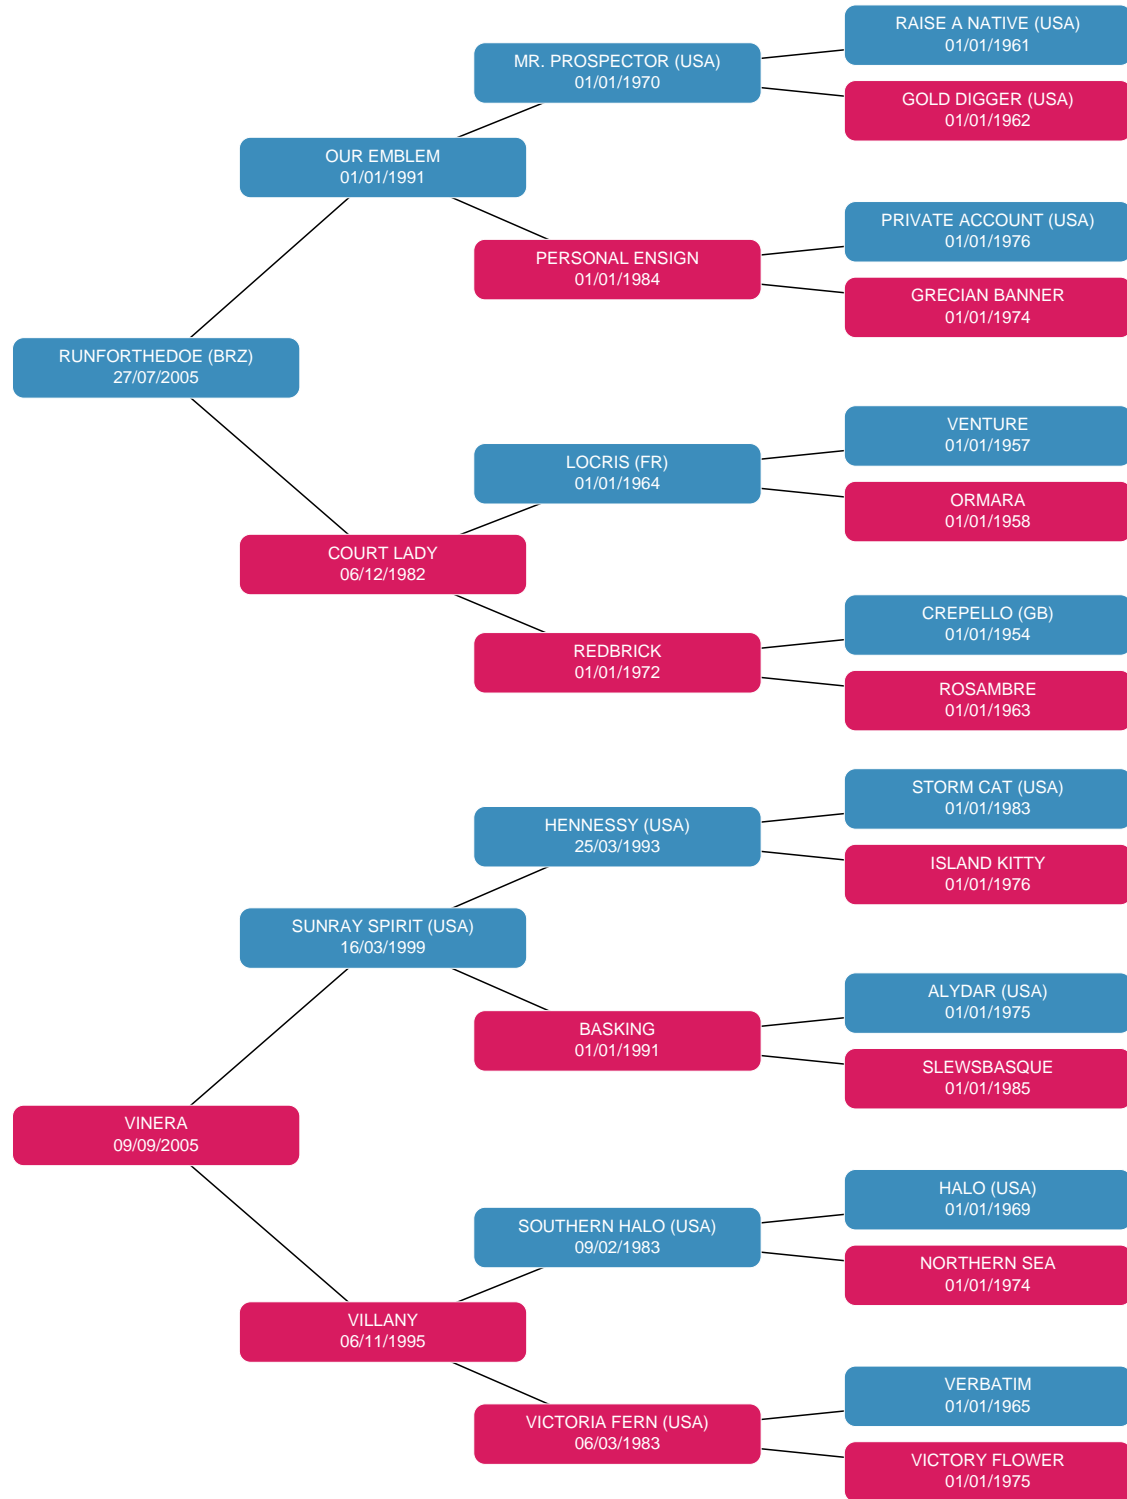 RAISE A NATIVE (USA)
01/01/1961
MR. PROSPECTOR (USA)
01/01/1970
GOLD DIGGER (USA)
01/01/1962
OUR EMBLEM
01/01/1991
PRIVATE ACCOUNT (USA)
01/01/1976
PERSONAL ENSIGN
01/01/1984
GRECIAN BANNER
01/01/1974
RUNFORTHEDOE (BRZ)
27/07/2005
VENTURE
01/01/1957
LOCRIS (FR)
01/01/1964
ORMARA
01/01/1958
COURT LADY
06/12/1982
CREPELLO (GB)
01/01/1954
REDBRICK
01/01/1972
ROSAMBRE
01/01/1963
STORM CAT (USA)
01/01/1983
HENNESSY (USA)
25/03/1993
ISLAND KITTY
01/01/1976
SUNRAY SPIRIT (USA)
16/03/1999
ALYDAR (USA)
01/01/1975
BASKING
01/01/1991
SLEWSBASQUE
01/01/1985
VINERA
09/09/2005
HALO (USA)
01/01/1969
SOUTHERN HALO (USA)
09/02/1983
NORTHERN SEA
01/01/1974
VILLANY
06/11/1995
VERBATIM
01/01/1965
VICTORIA FERN (USA)
06/03/1983
VICTORY FLOWER
01/01/1975